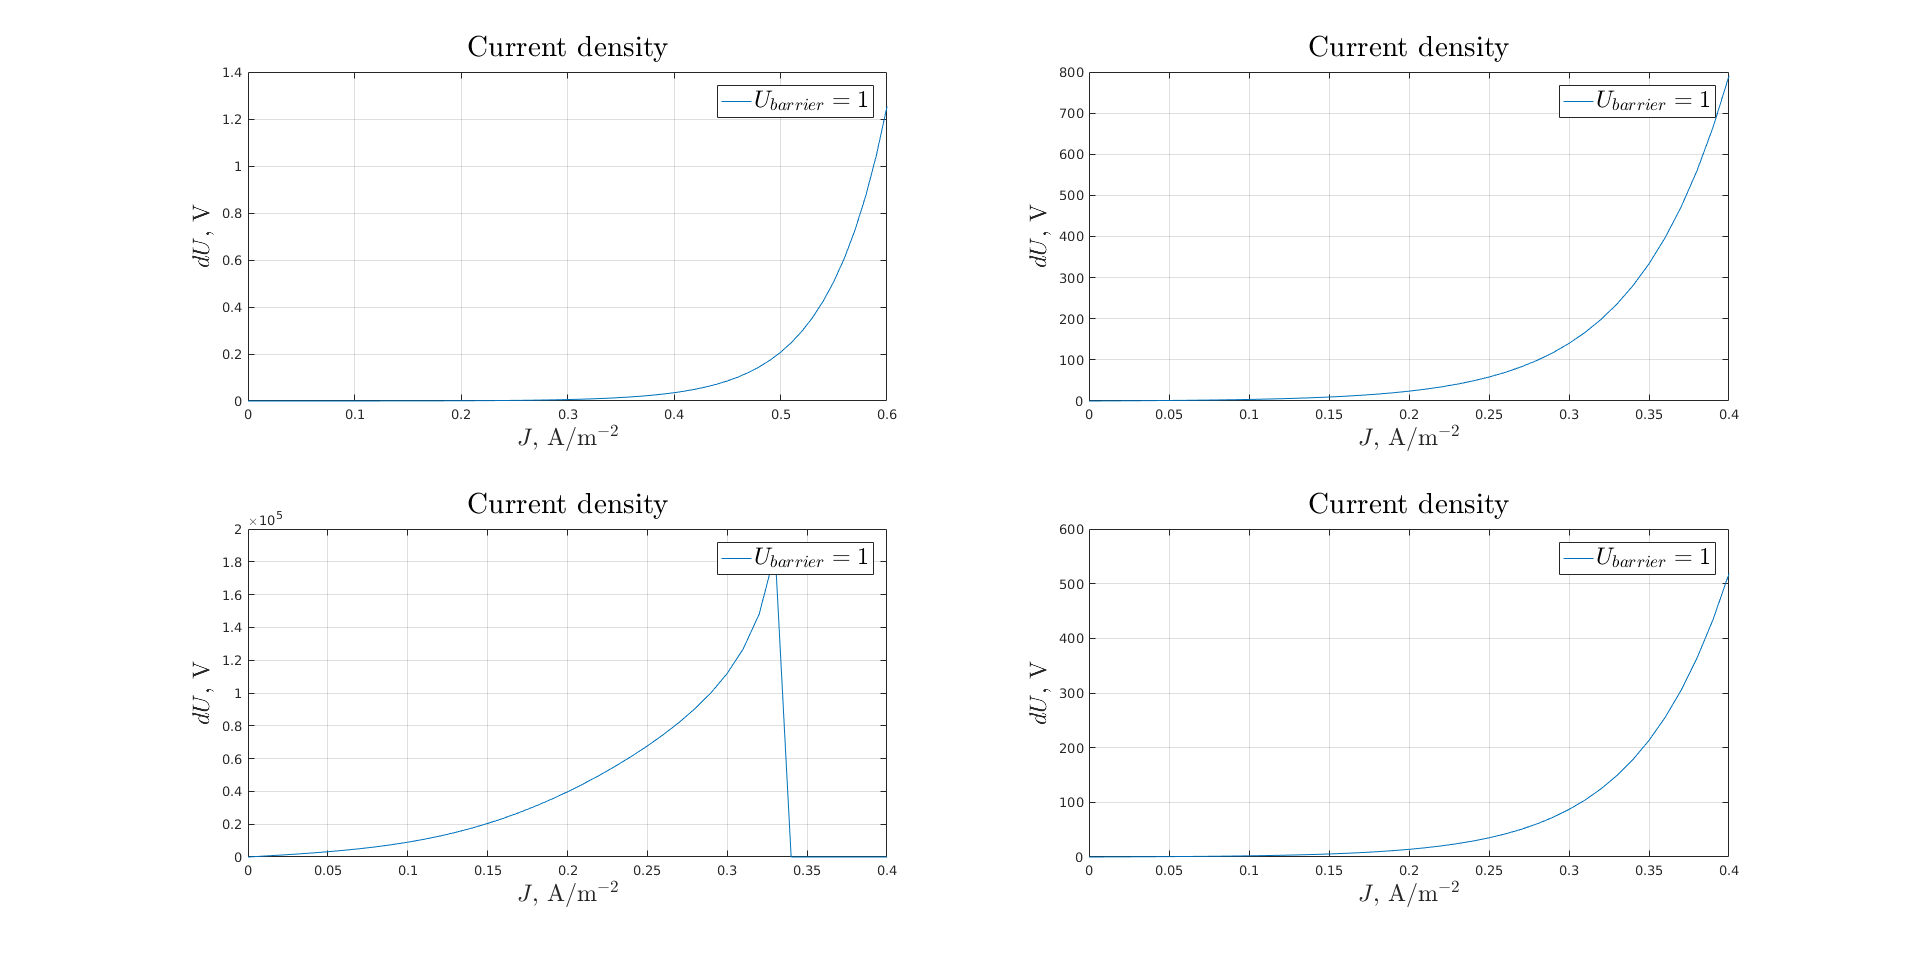 Current density
1.4
1.2
1
0.8
0.6
0.4
0.2
0
dU, V
U_barrier = 1
0 0.1 0.2 0.3 0.4 0.5 0.6
J, A/m⁻²
Current density
800
700
600
500
400
300
200
100
0
dU, V
U_barrier = 1
0 0.05 0.1 0.15 0.2 0.25 0.3 0.35 0.4
J, A/m⁻²
Current density
×10⁵
2
1.8
1.6
1.4
1.2
1
0.8
0.6
0.4
0.2
0
dU, V
U_barrier = 1
0 0.05 0.1 0.15 0.2 0.25 0.3 0.35 0.4
J, A/m⁻²
Current density
600
500
400
300
200
100
0
dU, V
U_barrier = 1
0 0.05 0.1 0.15 0.2 0.25 0.3 0.35 0.4
J, A/m⁻²